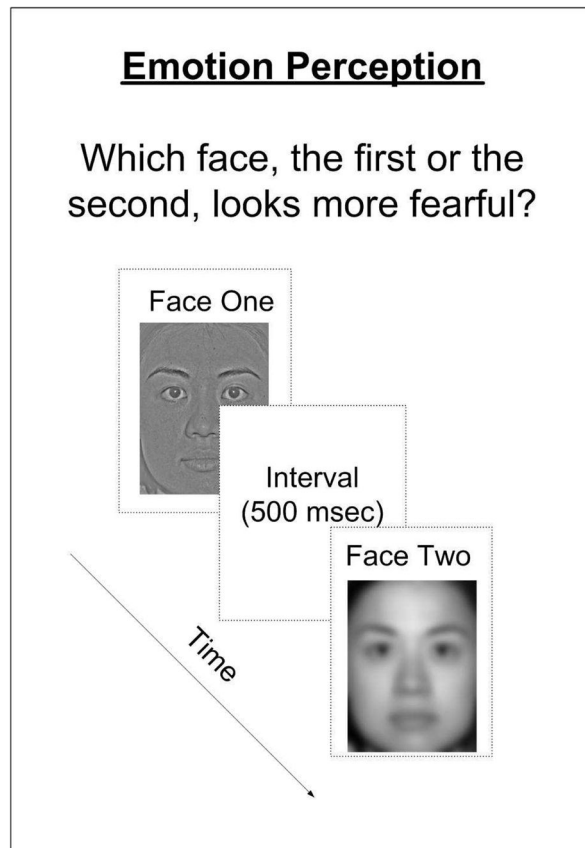 Emotion Perception
Which face, the first or the
second, looks more fearful?
Face One
Interval
(500 msec)
Face Two
Time